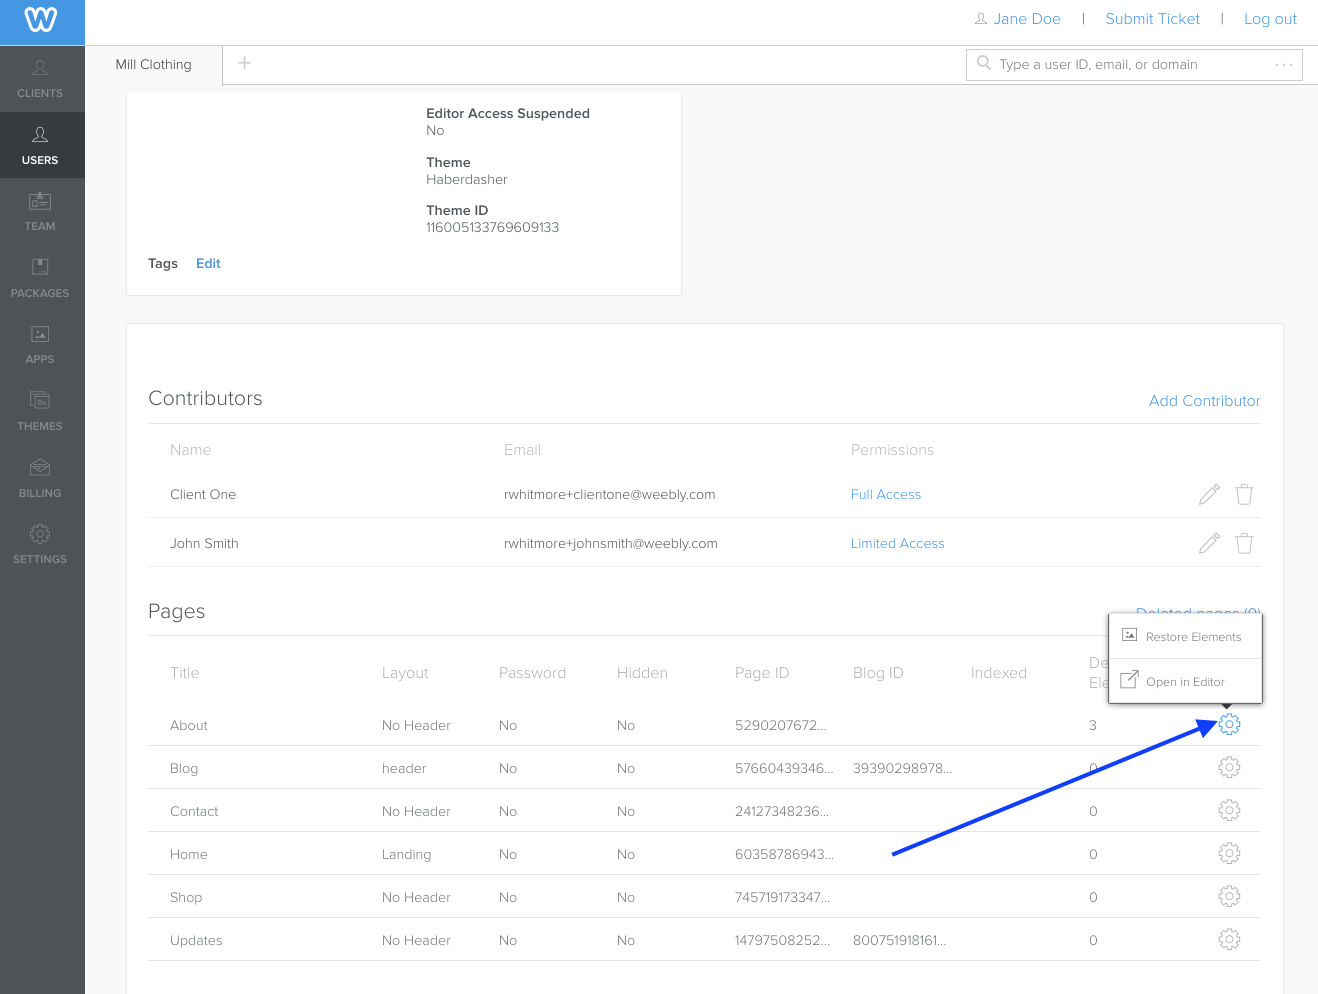 Jane Doe | Submit Ticket | Log out
Mill Clothing
Type a user ID, email, or domain
CLIENTS
USERS
TEAM
PACKAGES
APPS
THEMES
BILLING
SETTINGS
Editor Access Suspended
No
Theme
Haberdasher
Theme ID
116005133769609133
Tags Edit
Contributors Add Contributor
Name Email Permissions
Client One rwhitmore+clientone@weebly.com Full Access
John Smith rwhitmore+johnsmith@weebly.com Limited Access
Pages Deleted pages (0)
Restore Elements
Open in Editor
Title Layout Password Hidden Page ID Blog ID Indexed
About No Header No No 5290207672... 3
Blog header No No 57660439346... 39390298978... 0
Contact No Header No No 24127348236... 0
Home Landing No No 60358786943... 0
Shop No Header No No 745719173347... 0
Updates No Header No No 14797508252... 800751918161... 0